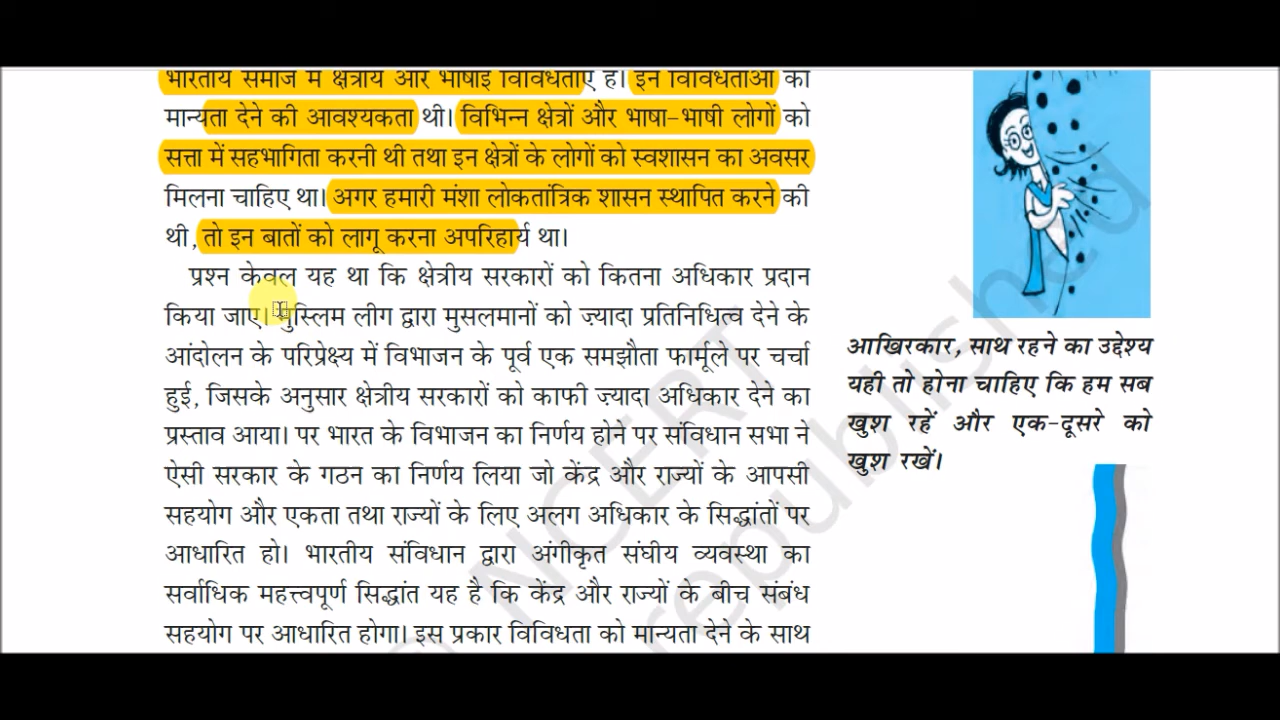 भारतीय समाज में क्षेत्रीय और भाषाई विविधताएँ हैं। इन विविधताओं को
मान्यता देने की आवश्यकता थी। विभिन्न क्षेत्रों और भाषा-भाषी लोगों को
सत्ता में सहभागिता करनी थी तथा इन क्षेत्रों के लोगों को स्वशासन का अवसर
मिलना चाहिए था। अगर हमारी मंशा लोकतांत्रिक शासन स्थापित करने की
थी, तो इन बातों को लागू करना अपरिहार्य था।
प्रश्न केवल यह था कि क्षेत्रीय सरकारों को कितना अधिकार प्रदान
किया जाए। मुस्लिम लीग द्वारा मुसलमानों को ज़्यादा प्रतिनिधित्व देने के
आंदोलन के परिप्रेक्ष्य में विभाजन के पूर्व एक समझौता फार्मूले पर चर्चा
हुई, जिसके अनुसार क्षेत्रीय सरकारों को काफी ज़्यादा अधिकार देने का
प्रस्ताव आया। पर भारत के विभाजन का निर्णय होने पर संविधान सभा ने
ऐसी सरकार के गठन का निर्णय लिया जो केंद्र और राज्यों के आपसी
सहयोग और एकता तथा राज्यों के लिए अलग अधिकार के सिद्धांतों पर
आधारित हो। भारतीय संविधान द्वारा अंगीकृत संघीय व्यवस्था का
सर्वाधिक महत्त्वपूर्ण सिद्धांत यह है कि केंद्र और राज्यों के बीच संबंध
सहयोग पर आधारित होगा। इस प्रकार विविधता को मान्यता देने के साथ
आखिरकार, साथ रहने का उद्देश्य
यही तो होना चाहिए कि हम सब
खुश रहें और एक-दूसरे को
खुश रखें।
© NCERT
republished